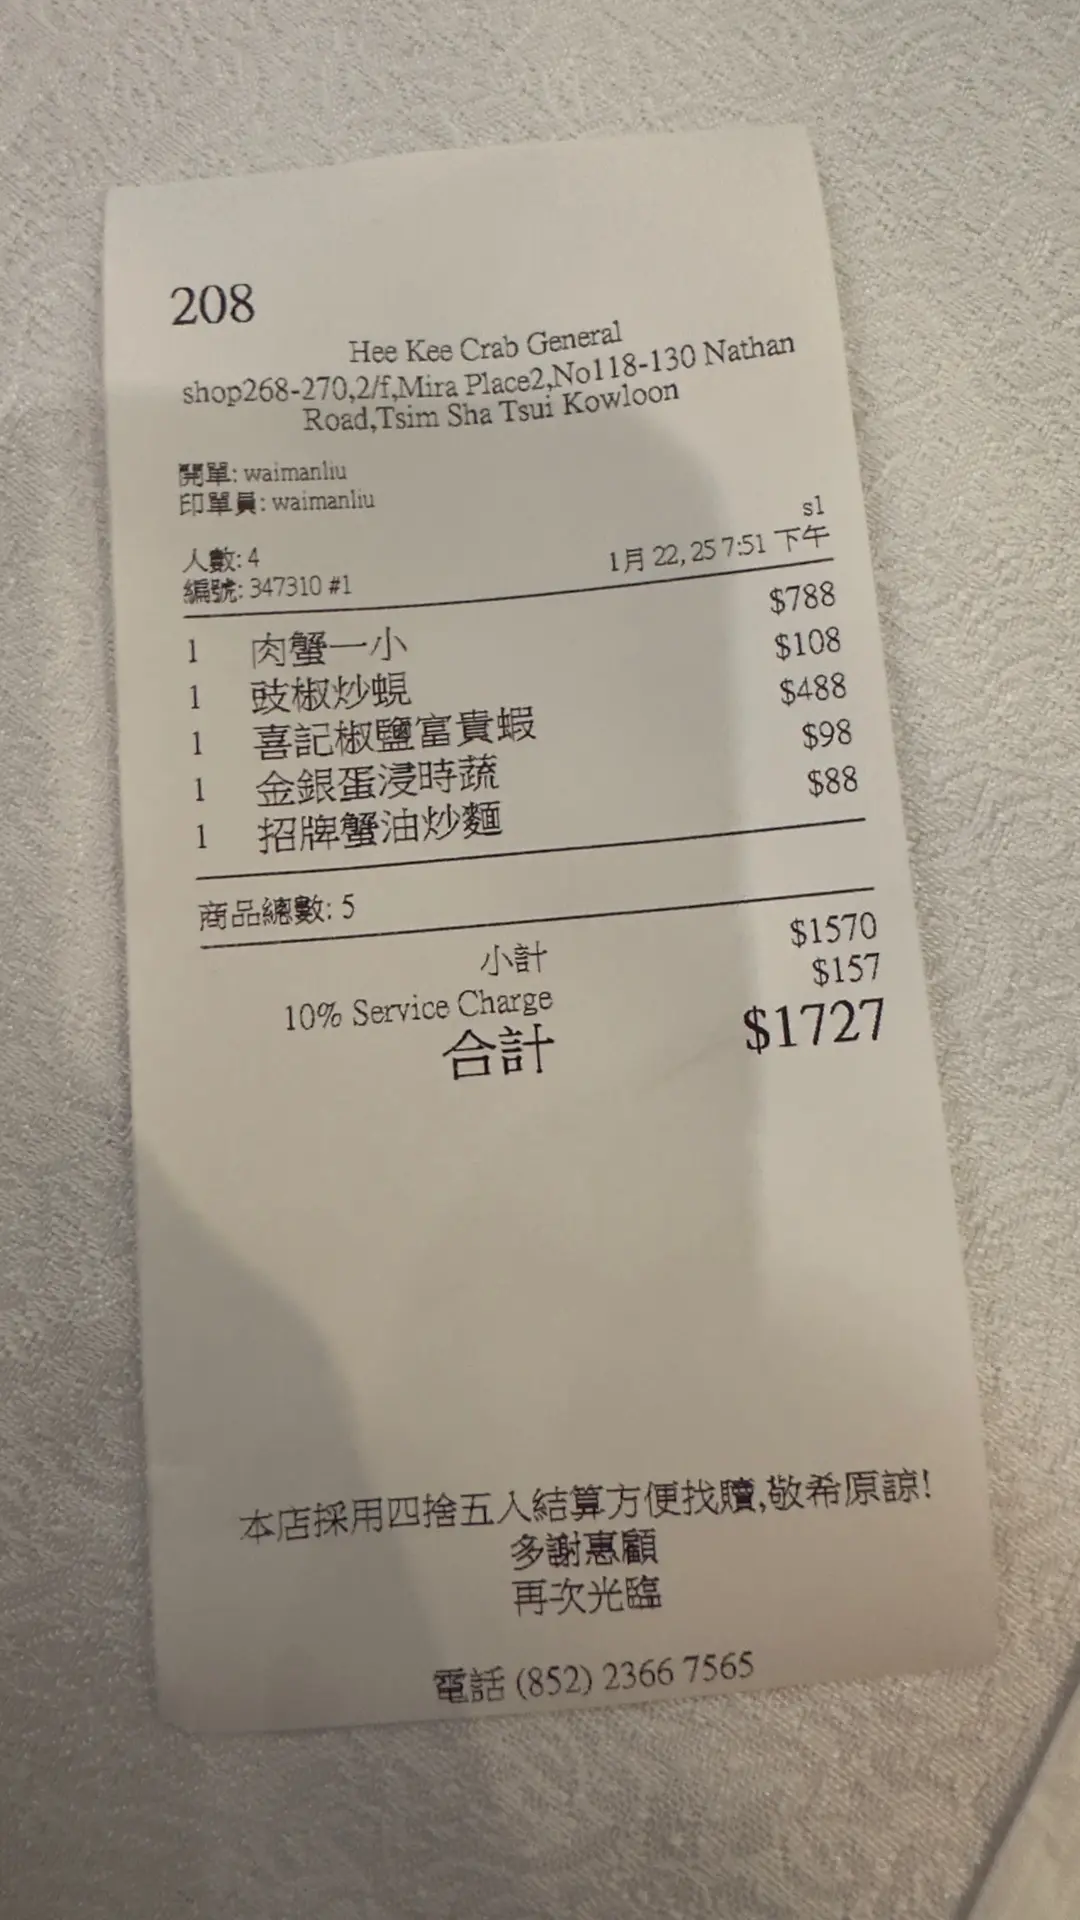 208
Hee Kee Crab General
shop268-270,2/f,Mira Place2,No118-130 Nathan
Road,Tsim Sha Tsui Kowloon
開單: waimanliu
印單員: waimanliu
s1
人數: 4
1月 22, 25 7:51 下午
編號: 347310 #1
1 肉蟹一小 $788
1 豉椒炒蜆 $108
1 喜記椒鹽富貴蝦 $488
1 金銀蛋浸時蔬 $98
1 招牌蟹油炒麵 $88
商品總數: 5
小計 $1570
10% Service Charge $157
合計 $1727
本店採用四捨五入結算方便找贖,敬希原諒!
多謝惠顧
再次光臨
電話 (852) 2366 7565